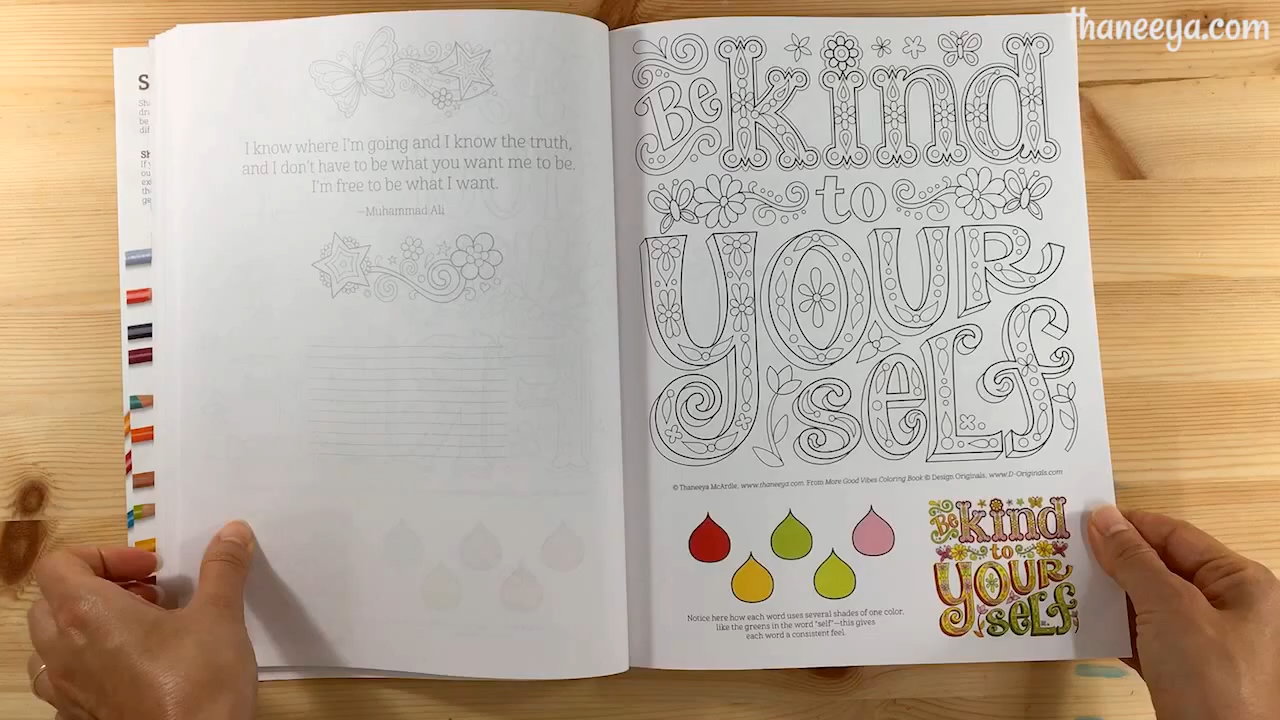 thaneeya.com
S
Sh
I know where I'm going and I know the truth,
and I don't have to be what you want me to be.
I'm free to be what I want.
—Muhammad Ali
Be kind
to
YOUR
SELF
© Thaneeya McArdle, www.thaneeya.com. From More Good Vibes Coloring Book © Design Originals, www.D-Originals.com
Notice here how each word uses several shades of one color,
like the greens in the word "self"—this gives
each word a consistent feel.
Be kind
to
YOUR
SELF